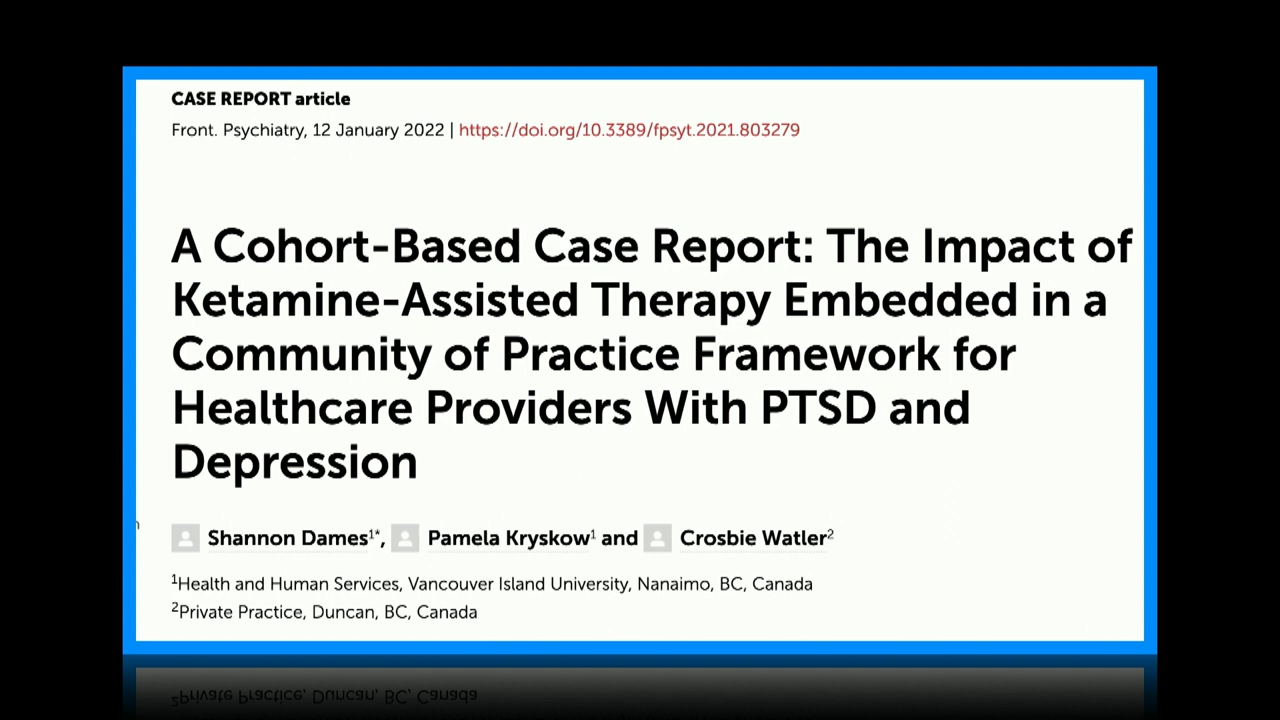 CASE REPORT article
Front. Psychiatry, 12 January 2022 | https://doi.org/10.3389/fpsyt.2021.803279
A Cohort-Based Case Report: The Impact of
Ketamine-Assisted Therapy Embedded in a
Community of Practice Framework for
Healthcare Providers With PTSD and
Depression
Shannon Dames1*, Pamela Kryskow1 and Crosbie Watler2
1Health and Human Services, Vancouver Island University, Nanaimo, BC, Canada
2Private Practice, Duncan, BC, Canada